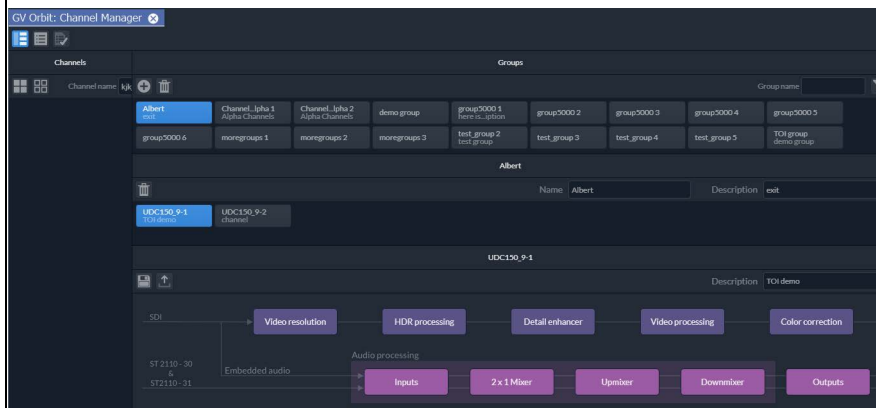 GV Orbit: Channel Manager
Channels
Groups
Channel name kjk
Group name
Albert
exit
Channel...lpha 1
Alpha Channels
Channel...lpha 2
Alpha Channels
demo group
group5000 1
here is...iption
group5000 2
group5000 3
group5000 4
group5000 5
group5000 6
moregroups 1
moregroups 2
moregroups 3
test_group 2
test group
test_group 3
test_group 4
test_group 5
TOI group
demo group
Albert
Name Albert
Description exit
UDC150_9-1
TOI demo
UDC150_9-2
channel
UDC150_9-1
Description TOI demo
SDI
Video resolution
HDR processing
Detail enhancer
Video processing
Color correction
Audio processing
ST 2110 - 30
&
ST2110 - 31
Embedded audio
Inputs
2 x 1 Mixer
Upmixer
Downmixer
Outputs